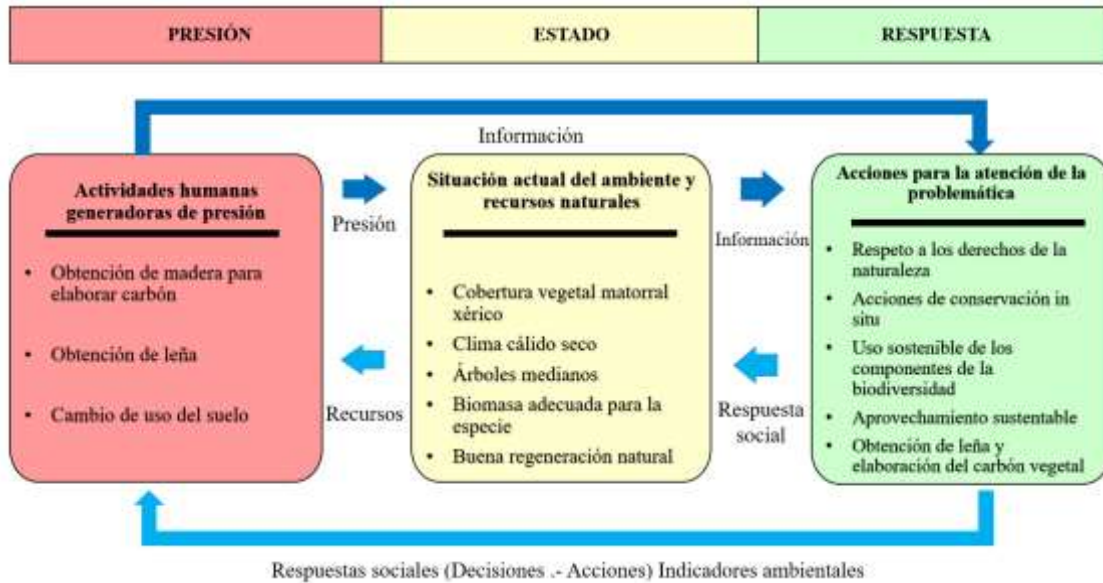 PRESIÓN
ESTADO
RESPUESTA
Información
Actividades humanas
generadoras de presión
• Obtención de madera para
elaborar carbón
• Obtención de leña
• Cambio de uso del suelo
Presión
Recursos
Situación actual del ambiente y
recursos naturales
• Cobertura vegetal matorral
xérico
• Clima cálido seco
• Árboles medianos
• Biomasa adecuada para la
especie
• Buena regeneración natural
Información
Respuesta
social
Acciones para la atención de la
problemática
• Respeto a los derechos de la
naturaleza
• Acciones de conservación in
situ
• Uso sostenible de los
componentes de la
biodiversidad
• Aprovechamiento sustentable
• Obtención de leña y
elaboración del carbón vegetal
Respuestas sociales (Decisiones .- Acciones) Indicadores ambientales